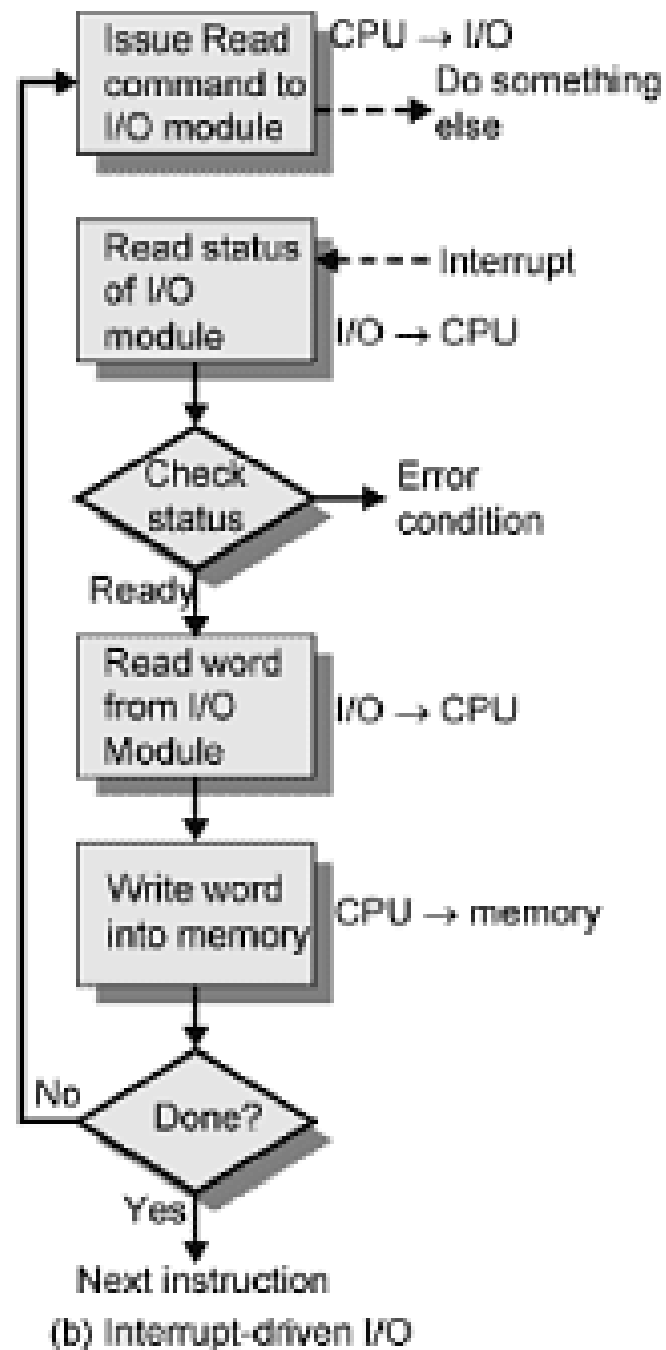 Issue Read
command to
I/O module
CPU → I/O
Do something
else
Read status
of I/O
module
Interrupt
I/O → CPU
Check
status
Error
condition
Ready
Read word
from I/O
Module
I/O → CPU
Write word
into memory
CPU → memory
No
Done?
Yes
Next instruction
(b) Interrupt-driven I/O